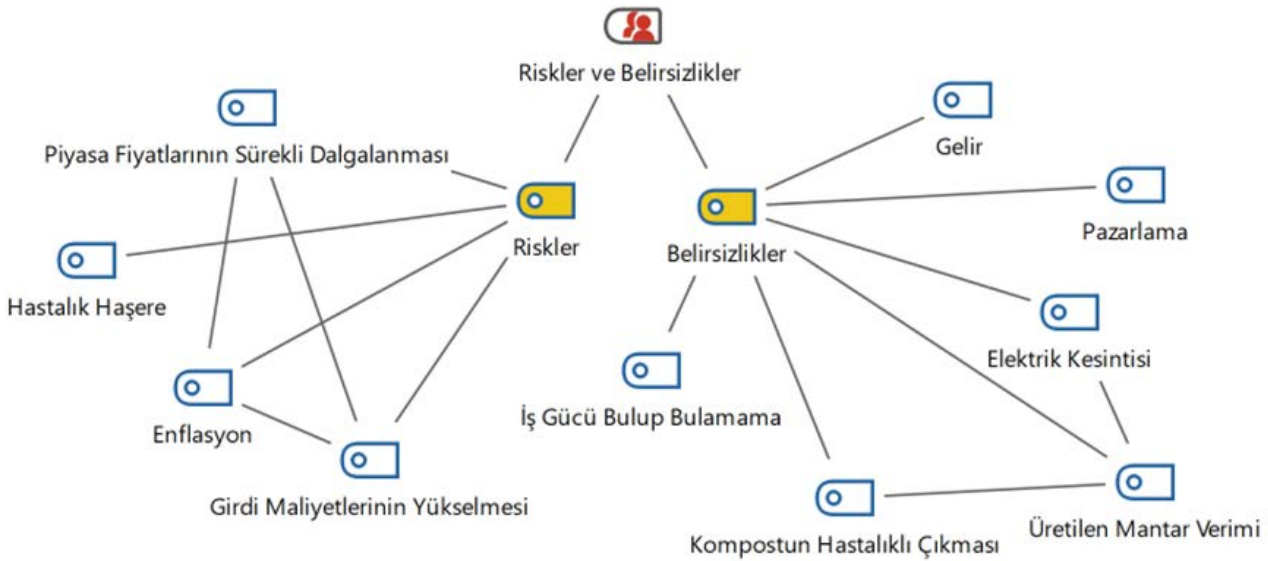 Riskler ve Belirsizlikler
Piyasa Fiyatlarının Sürekli Dalgalanması
Gelir
Pazarlama
Riskler
Belirsizlikler
Hastalık Haşere
Elektrik Kesintisi
İş Gücü Bulup Bulamama
Enflasyon
Girdi Maliyetlerinin Yükselmesi
Üretilen Mantar Verimi
Kompostun Hastalıklı Çıkması